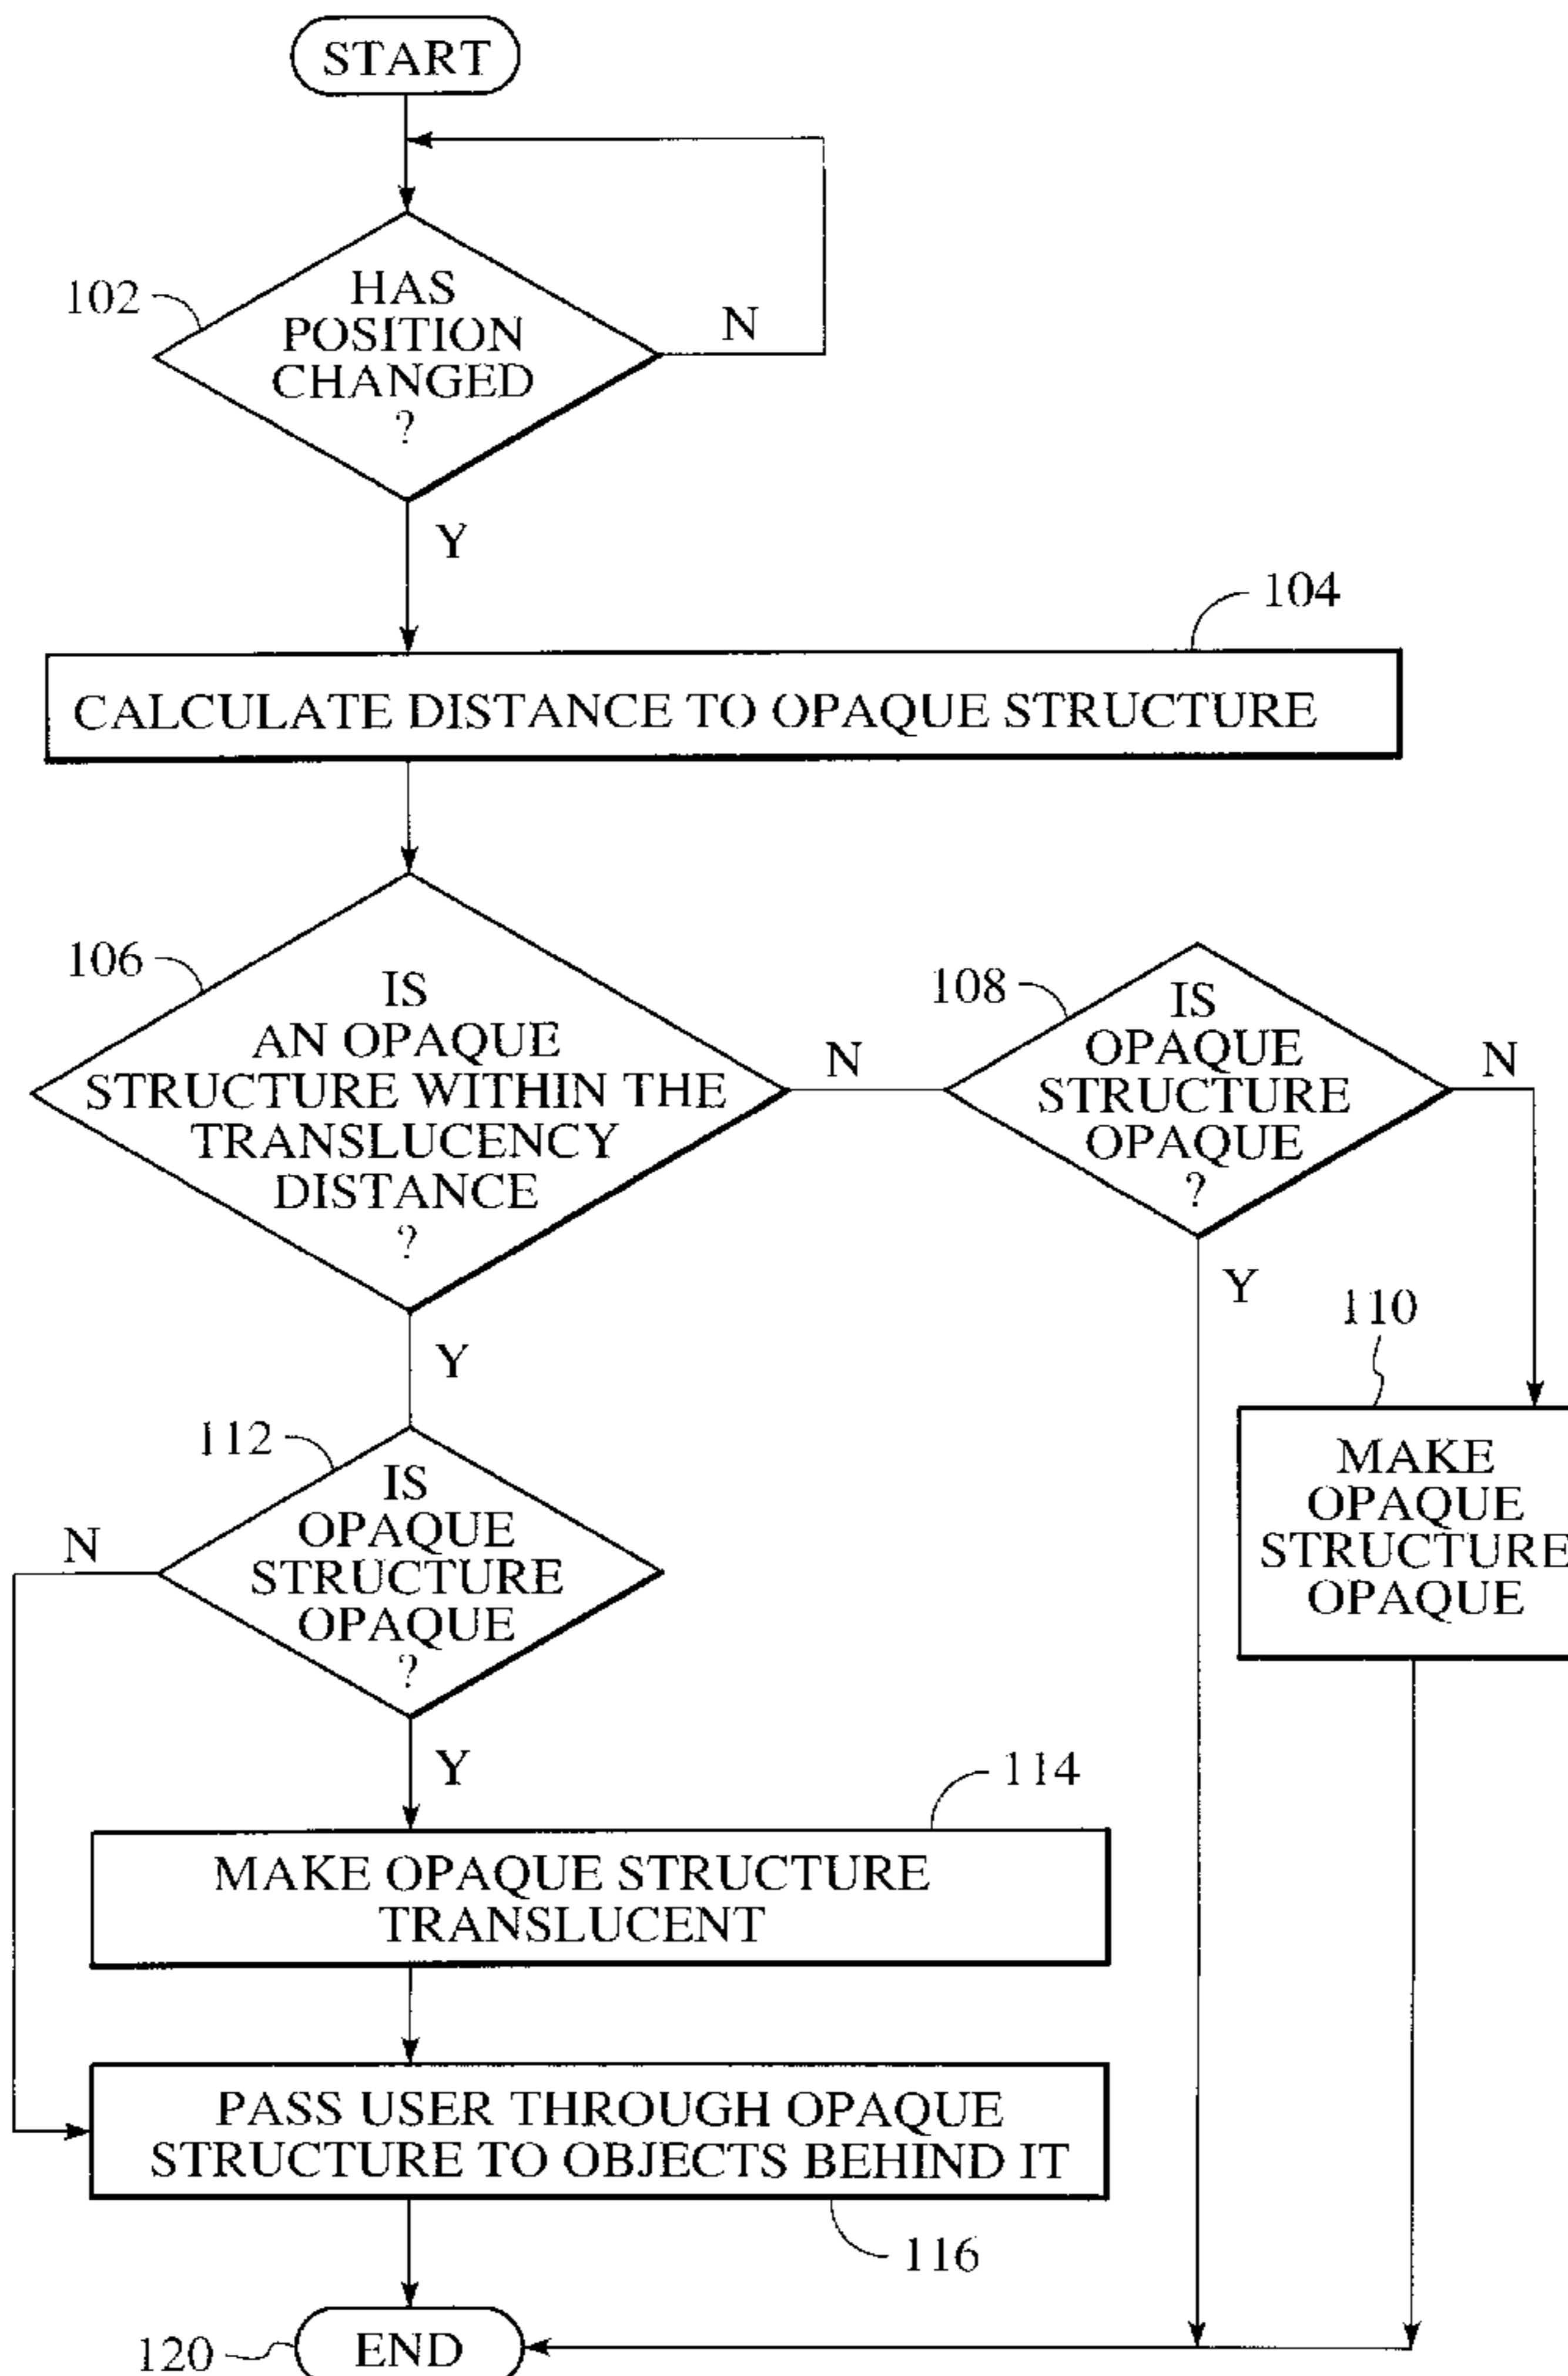 START
102
HAS
POSITION
CHANGED
?
N
Y
104
CALCULATE DISTANCE TO OPAQUE STRUCTURE
106
IS
AN OPAQUE
STRUCTURE WITHIN THE
TRANSLUCENCY
DISTANCE
?
N
108
IS
OPAQUE
STRUCTURE
OPAQUE
?
N
Y
Y
110
MAKE
OPAQUE
STRUCTURE
OPAQUE
112
IS
OPAQUE
STRUCTURE
OPAQUE
?
N
Y
114
MAKE OPAQUE STRUCTURE
TRANSLUCENT
PASS USER THROUGH OPAQUE
STRUCTURE TO OBJECTS BEHIND IT
116
120
END